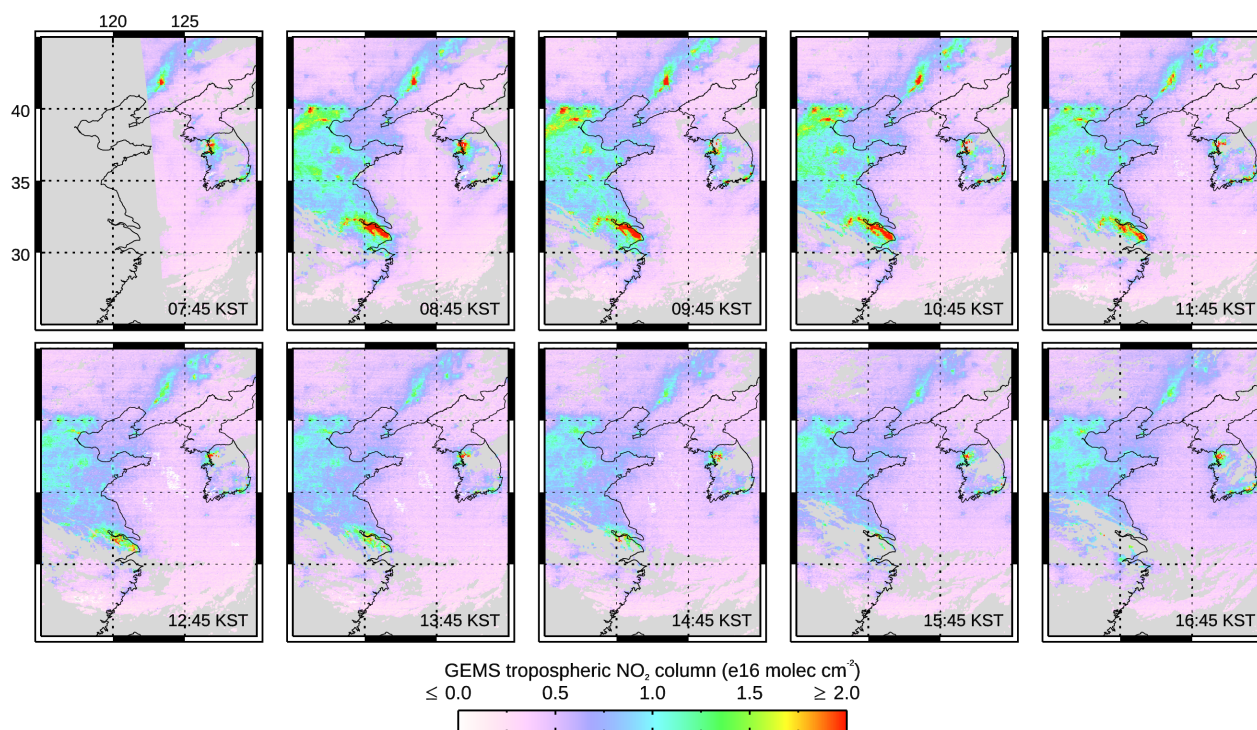 120 125
40
35
30
07:45 KST 08:45 KST 09:45 KST 10:45 KST 11:45 KST
12:45 KST 13:45 KST 14:45 KST 15:45 KST 16:45 KST
GEMS tropospheric NO₂ column (e16 molec cm⁻²)
≤ 0.0 0.5 1.0 1.5 ≥ 2.0